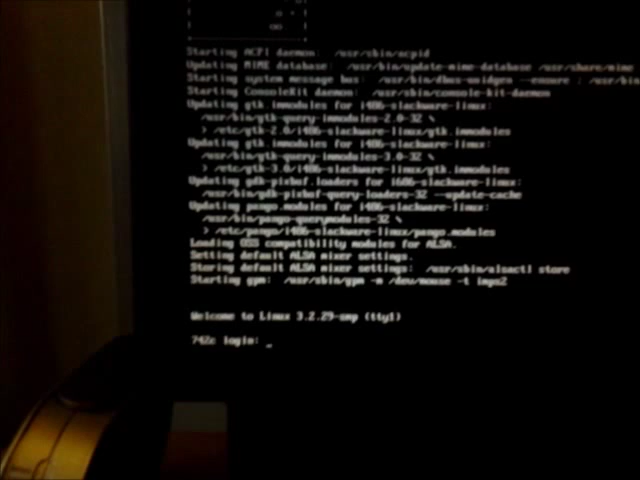 Starting ACPI daemon: /usr/sbin/acpid
Updating MIME database: /usr/bin/update-mime-database /usr/share/mime
Starting system message bus: /usr/bin/dbus-uuidgen --ensure ; /usr/bin
Starting ConsoleKit daemon: /usr/sbin/console-kit-daemon
Updating gtk.immodules for i486-slackware-linux:
/usr/bin/gtk-query-immodules-2.0-32 \
> /etc/gtk-2.0/i486-slackware-linux/gtk.immodules
Updating gtk.immodules for i486-slackware-linux:
/usr/bin/gtk-query-immodules-3.0-32 \
> /etc/gtk-3.0/i486-slackware-linux/gtk.immodules
Updating gdk-pixbuf.loaders for i686-slackware-linux:
/usr/bin/gdk-pixbuf-query-loaders-32 --update-cache
Updating pango.modules for i486-slackware-linux:
/usr/bin/pango-querymodules-32 \
> /etc/pango/i486-slackware-linux/pango.modules
Loading OSS compatibility modules for ALSA.
Setting default ALSA mixer settings.
Storing default ALSA mixer settings: /usr/sbin/alsactl store
Starting gpm: /usr/sbin/gpm -m /dev/mouse -t imps2
Welcome to Linux 3.2.29-smp (tty1)
742c login: _